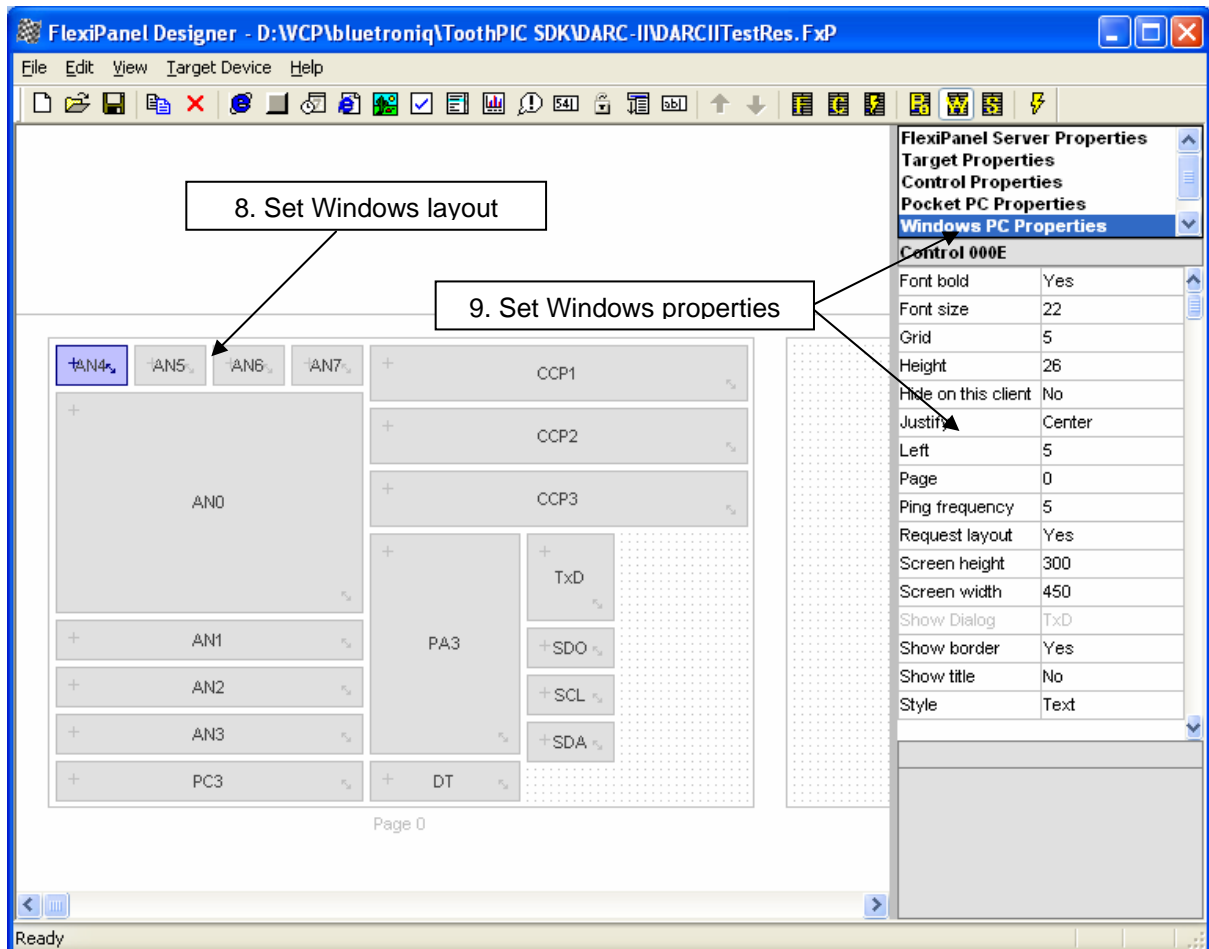 FlexiPanel Designer - D:\VCP\bluetroniq\ToothPIC SDK\DARC-II\DARCIITestRes.FxP
File Edit View Target Device Help
FlexiPanel Server Properties
Target Properties
Control Properties
Pocket PC Properties
Windows PC Properties
8. Set Windows layout
Control 000E
9. Set Windows properties
Font bold Yes
Font size 22
Grid 5
Height 26
Hide on this client No
Justify Center
Left 5
Page 0
Ping frequency 5
Request layout Yes
Screen height 300
Screen width 450
Show Dialog TxD
Show border Yes
Show title No
Style Text
AN4 AN5 AN6 AN7 CCP1
CCP2
AN0 CCP3
TxD
AN1 PA3 SDO
AN2 SCL
AN3 SDA
PC3 DT
Page 0
Ready